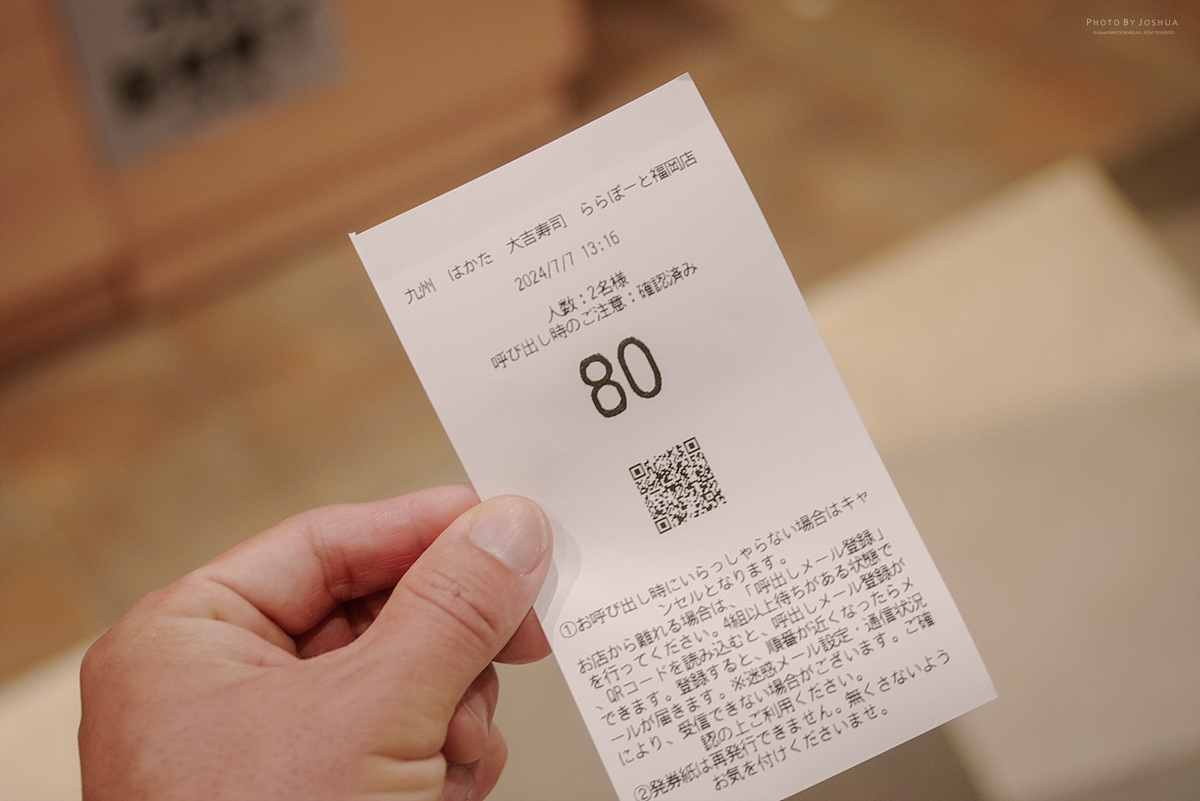 PHOTO BY JOSHUA
九州　はかた　大吉寿司　ららぽーと福岡店
2024/7/7 13:16
人数：2名様
呼び出し時のご注意：確認済み
80
①お呼び出し時にいらっしゃらない場合はキャ
ンセルとなります。
お店から離れる場合は、「呼出しメール登録」
を行ってください。4組以上待ちがある状態で
、QRコードを読み込むと、呼出しメール登録が
できます。登録すると、順番が近くなったらメ
ールが届きます。※迷惑メール設定・通信状況
により、受信できない場合がございます。ご確
認の上ご利用ください。
②発券紙は再発行できません。無くさないよう
お気を付けくださいませ。